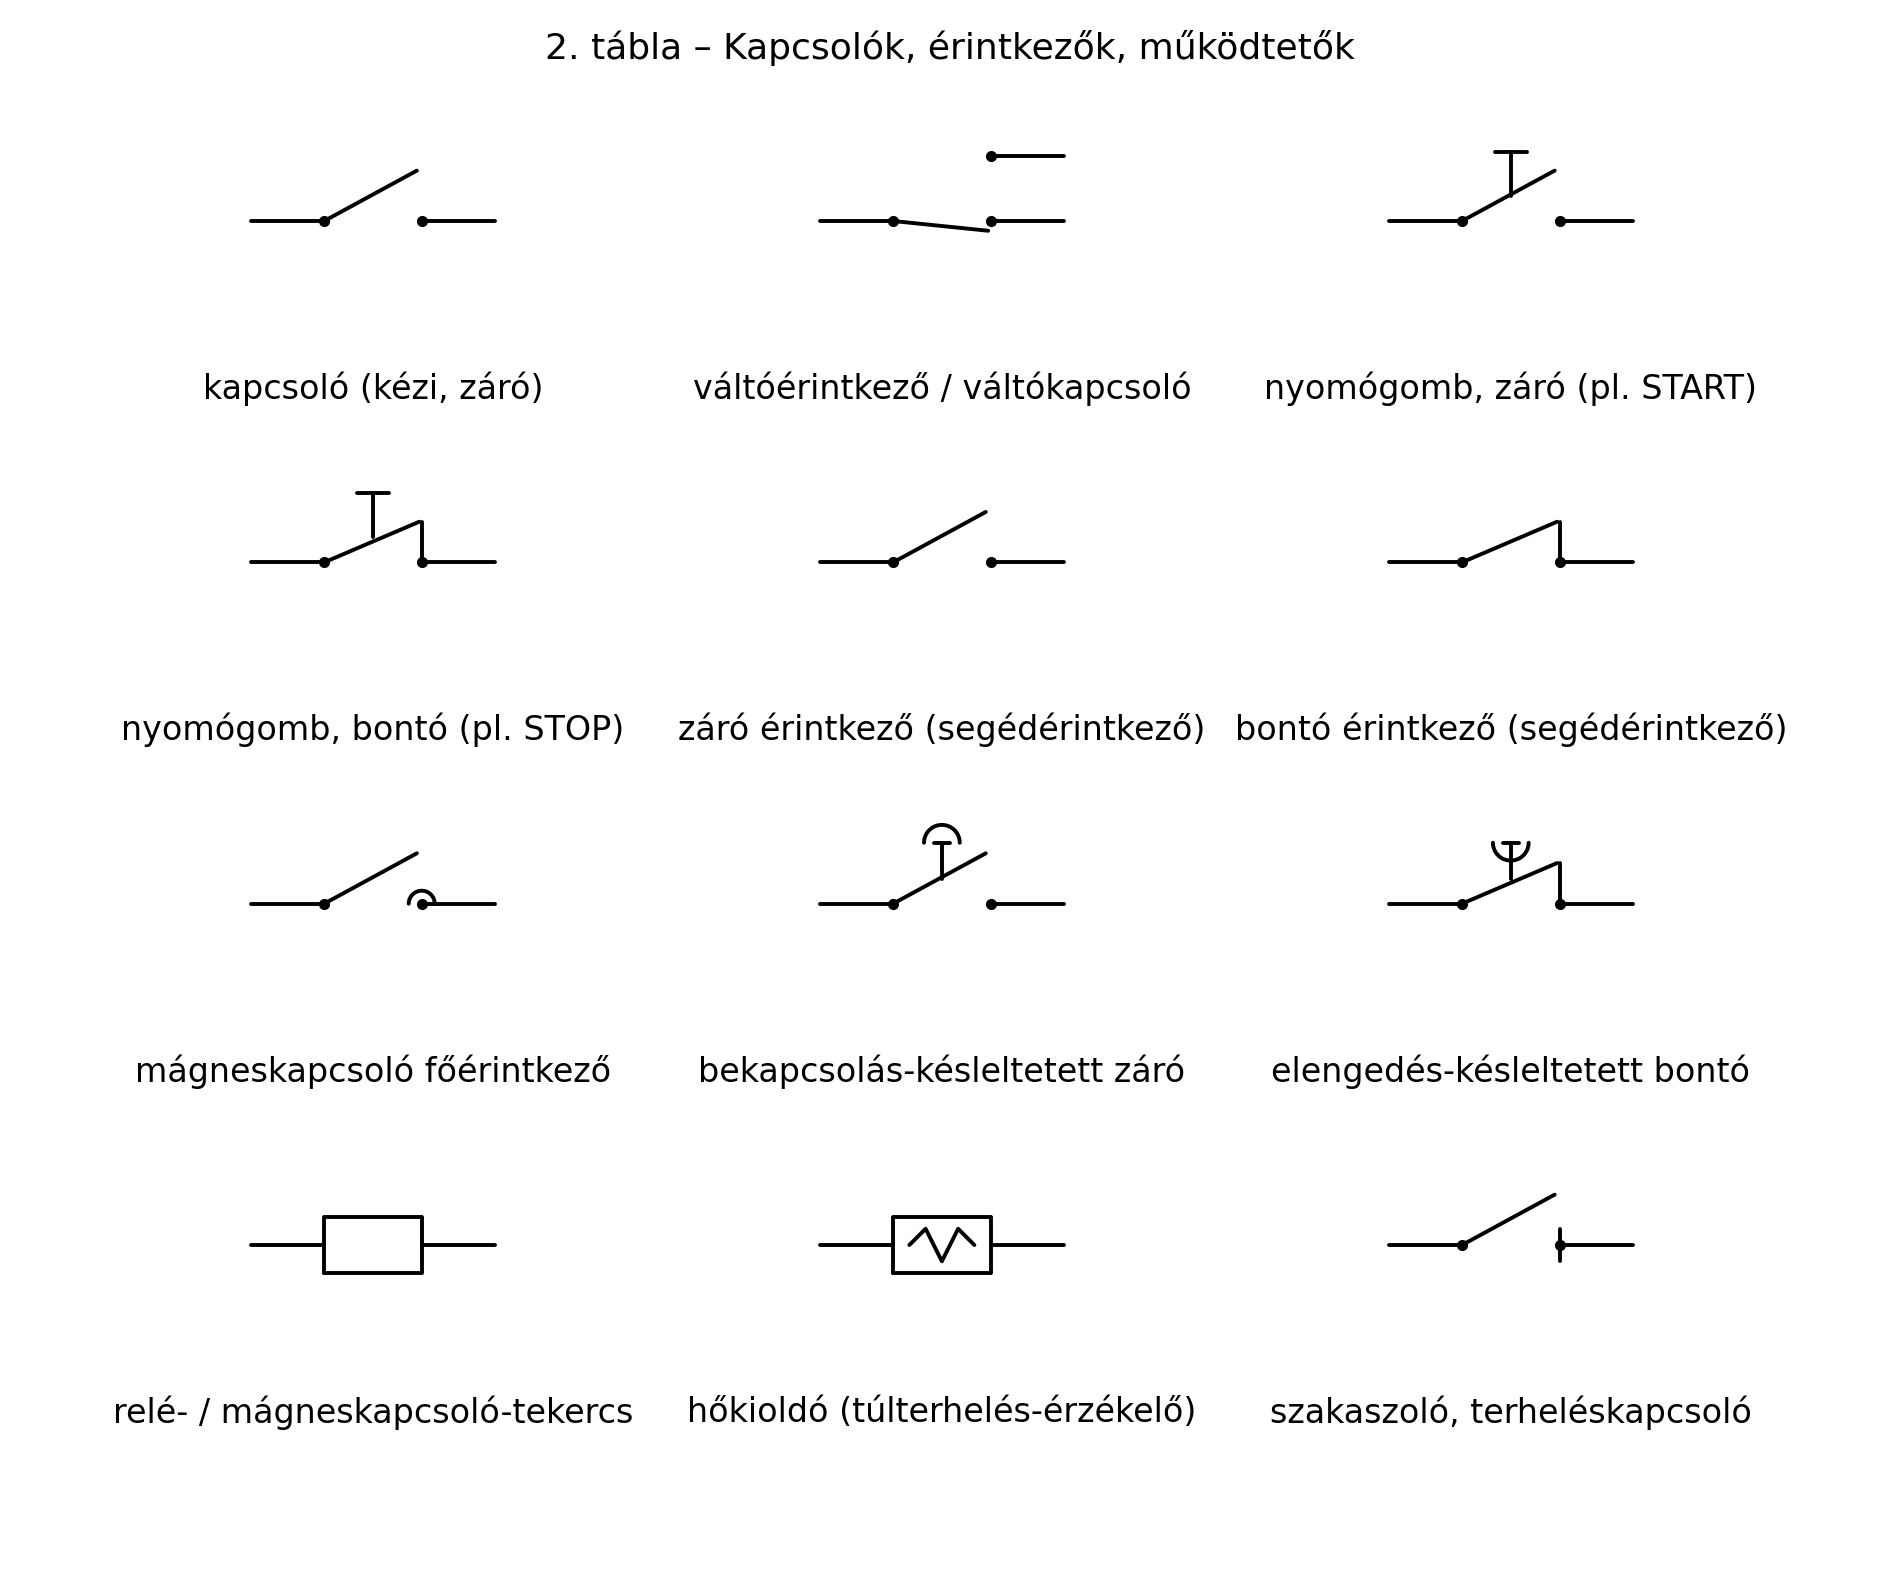 2. tábla – Kapcsolók, érintkezők, működtetők
kapcsoló (kézi, záró)
váltóérintkező / váltókapcsoló
nyomógomb, záró (pl. START)
nyomógomb, bontó (pl. STOP)
záró érintkező (segédérintkező)
bontó érintkező (segédérintkező)
mágneskapcsoló főérintkező
bekapcsolás-késleltetett záró
elengedés-késleltetett bontó
relé- / mágneskapcsoló-tekercs
hőkioldó (túlterhelés-érzékelő)
szakaszoló, terheléskapcsoló